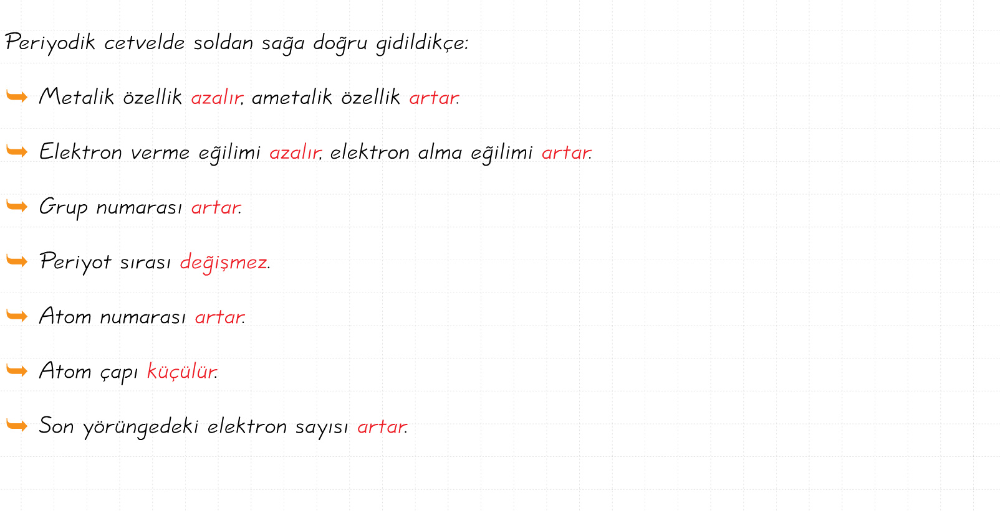 Periyodik cetvelde soldan sağa doğru gidildikçe:
Metalik özellik azalır, ametalik özellik artar.
Elektron verme eğilimi azalır, elektron alma eğilimi artar.
Grup numarası artar.
Periyot sırası değişmez.
Atom numarası artar.
Atom çapı küçülür.
Son yörüngedeki elektron sayısı artar.